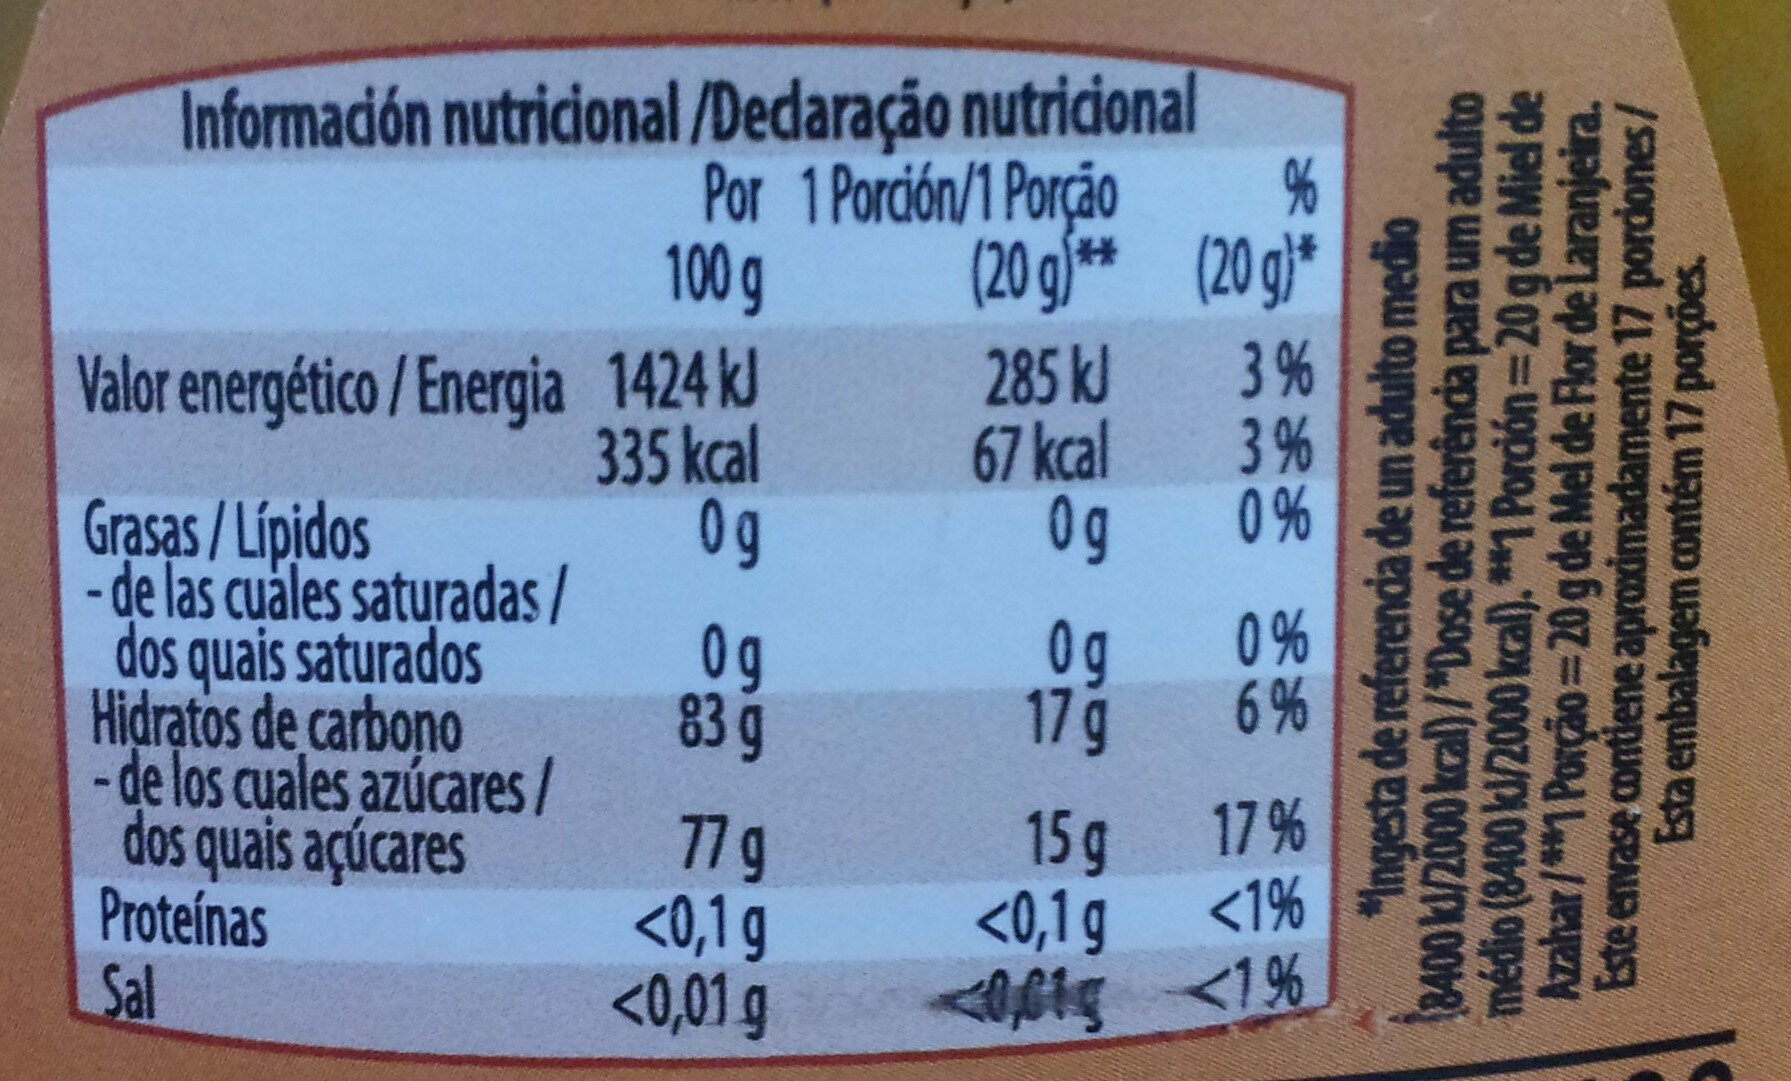 Información nutricional /Declaração nutricional
Por 1 Porción/1 Porção %
100 g (20 g)** (20 g)*
Valor energético / Energia 1424 kJ 285 kJ 3 %
335 kcal 67 kcal 3 %
Grasas / Lípidos 0 g 0 g 0 %
- de las cuáles saturadas /
dos quais saturados 0 g 0 g 0 %
Hidratos de carbono 83 g 17 g 6 %
- de los cuales azúcares /
dos quais açúcares 77 g 15 g 17 %
Proteínas <0,1 g <0,1 g <1%
Sal <0,01 g <0,01 g <1 %
*Ingesta de referencia de un adulto medio
(8400 kJ/2000 kcal) / *Dose de referência para um adulto
médio (8400 kJ/2000 kcal). **1 Porción = 20 g de Miel de
Azahar / **1 Porção = 20 g de Mel de Flor de Laranjeira.
Este envase contiene aproximadamente 17 porciones /
Esta embalagem contém 17 porções.